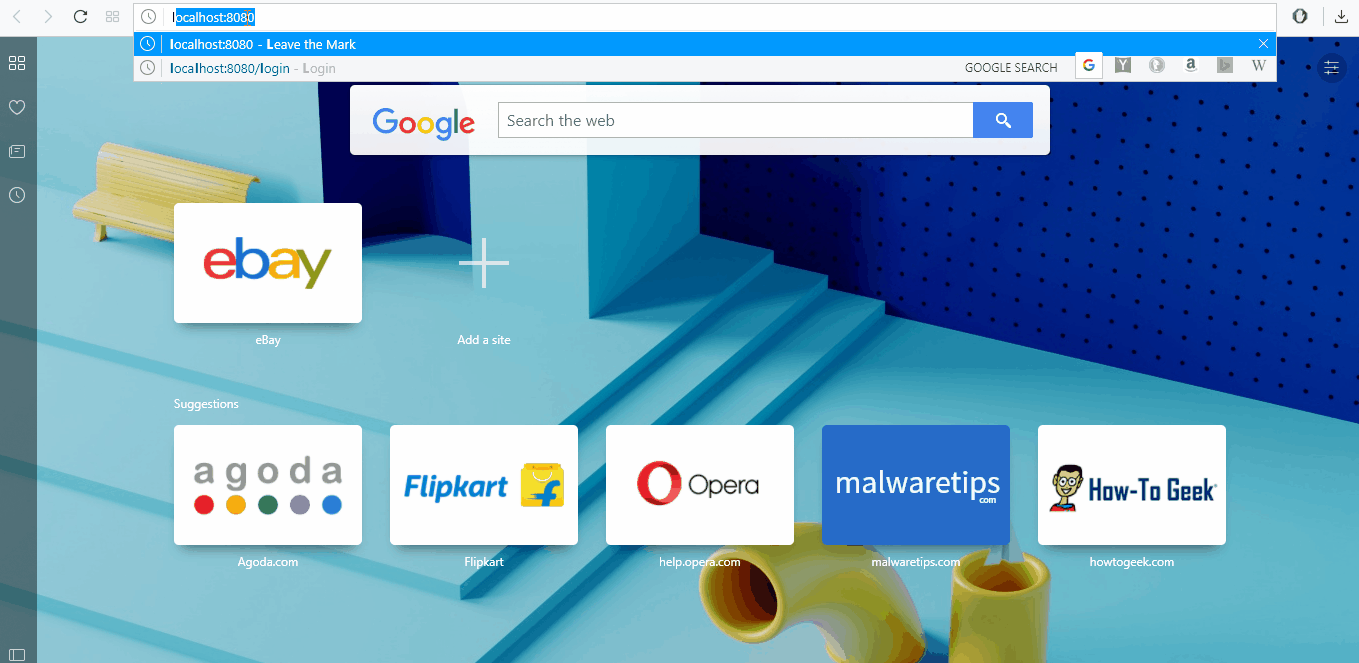 localhost:8080
localhost:8080 - Leave the Mark
localhost:8080/login - Login
GOOGLE SEARCH
G Y a b W
Google
Search the web
ebay
eBay
Add a site
Suggestions
agoda
Agoda.com
Flipkart
f
Flipkart
Opera
help.opera.com
malwaretips
com
malwaretips.com
How-To Geek
howtogeek.com